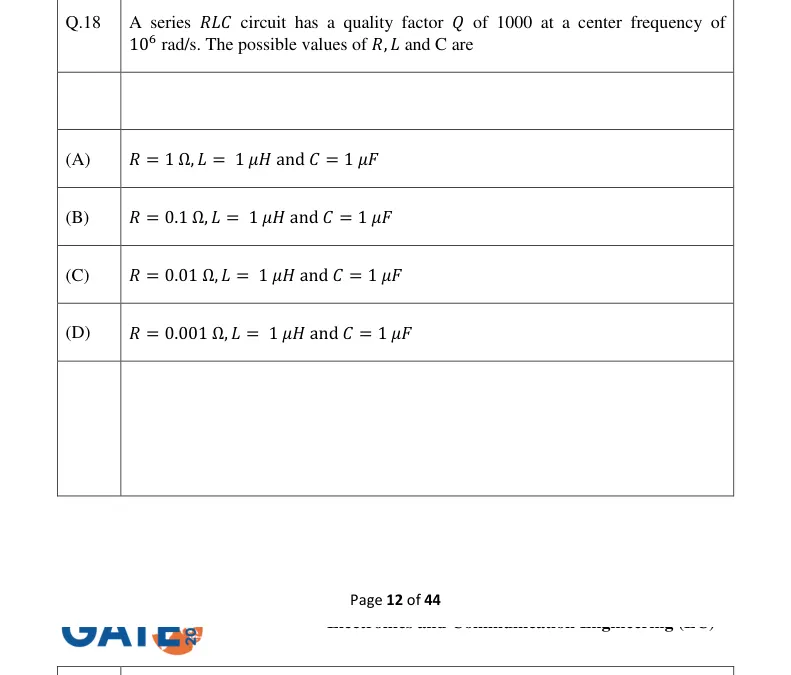 Q.18 A series RLC circuit has a quality factor Q of 1000 at a center frequency of
10⁶ rad/s. The possible values of R, L and C are
(A) R = 1 Ω, L = 1 μH and C = 1 μF
(B) R = 0.1 Ω, L = 1 μH and C = 1 μF
(C) R = 0.01 Ω, L = 1 μH and C = 1 μF
(D) R = 0.001 Ω, L = 1 μH and C = 1 μF
Page 12 of 44
GATE